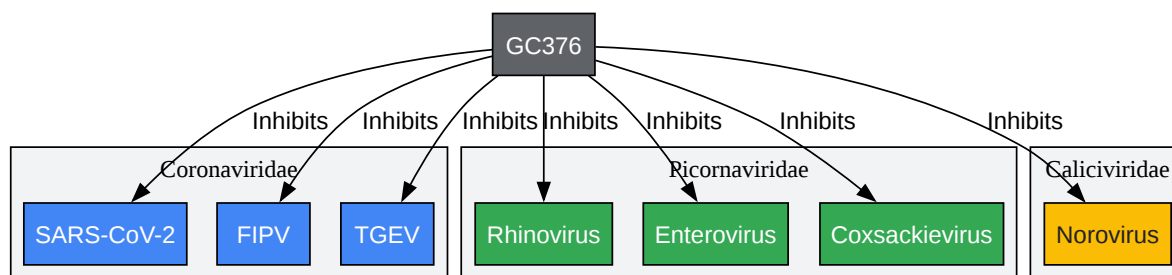 GC376
Inhibits Inhibits Inhibits Inhibits Inhibits Inhibits Inhibits
Coronaviridae Picornaviridae Caliciviridae
SARS-CoV-2 FIPV TGEV Rhinovirus Enterovirus Coxsackievirus Norovirus